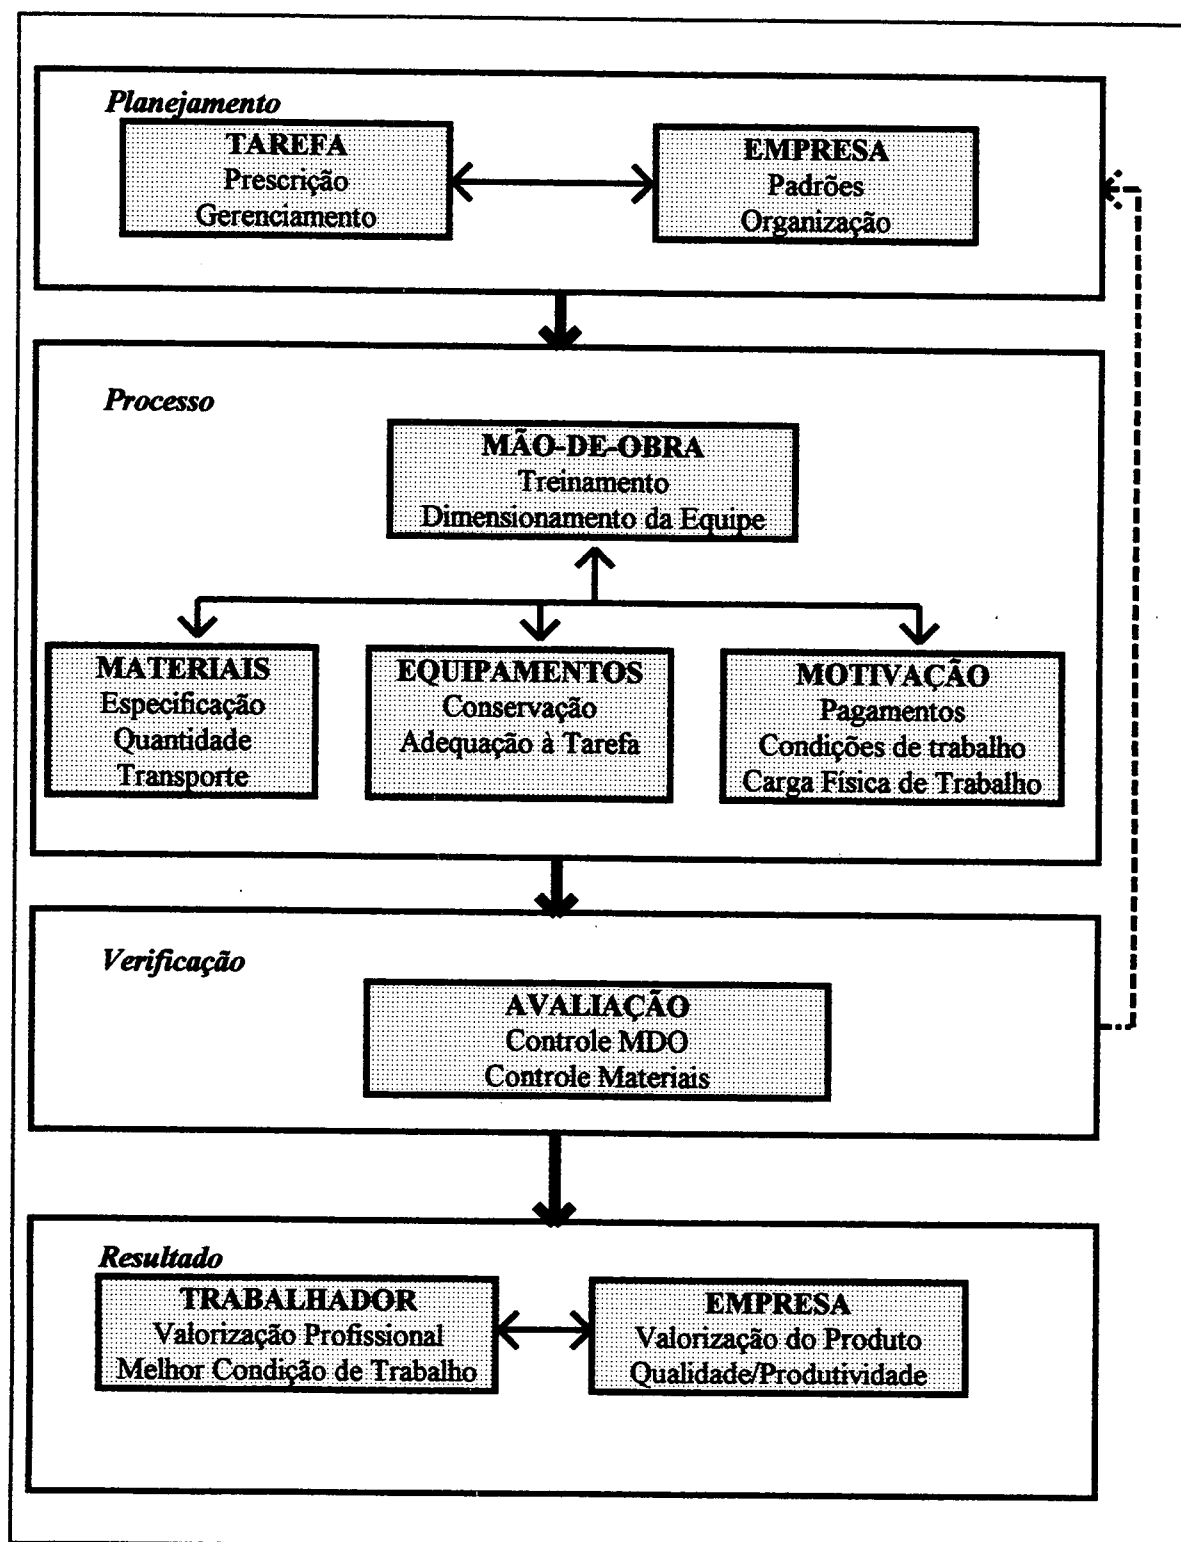 Planejamento
TAREFA
Prescrição
Gerenciamento
EMPRESA
Padrões
Organização
Processo
MÃO-DE-OBRA
Treinamento
Dimensionamento da Equipe
MATERIAIS
Especificação
Quantidade
Transporte
EQUIPAMENTOS
Conservação
Adequação à Tarefa
MOTIVAÇÃO
Pagamentos
Condições de trabalho
Carga Física de Trabalho
Verificação
AVALIAÇÃO
Controle MDO
Controle Materiais
Resultado
TRABALHADOR
Valorização Profissional
Melhor Condição de Trabalho
EMPRESA
Valorização do Produto
Qualidade/Produtividade